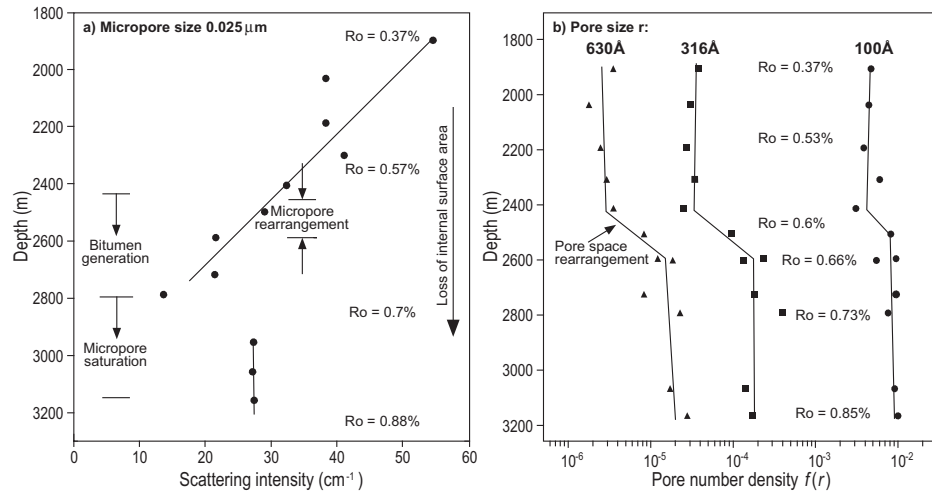 a) Micropore size 0.025 μm
Ro = 0.37%
Ro = 0.57%
Micropore
rearrangement
Bitumen
generation
Micropore
saturation
Loss of internal surface area
Ro = 0.7%
Ro = 0.88%
Depth (m)
1800
2000
2200
2400
2600
2800
3000
3200
0
10
20
30
40
50
60
Scattering intensity (cm⁻¹)
b) Pore size r:
630Å
316Å
100Å
Ro = 0.37%
Ro = 0.53%
Ro = 0.6%
Pore space
rearrangement
Ro = 0.66%
Ro = 0.73%
Ro = 0.85%
Depth (m)
1800
2000
2200
2400
2600
2800
3000
3200
10⁻⁶
10⁻⁵
10⁻⁴
10⁻³
10⁻²
Pore number density f(r)